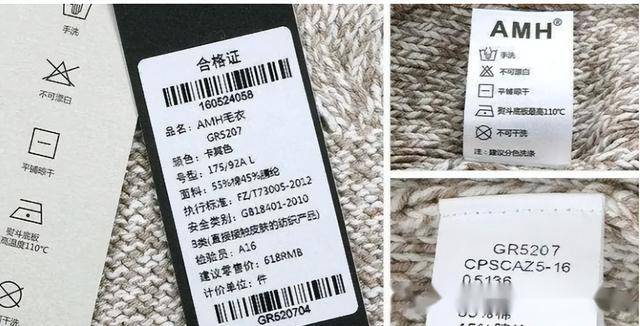 手洗
不可漂白
平铺晾干
熨斗底板
高温度110℃
合格证
160524058
品名：AMH毛衣
GR5207
颜色：卡其色
号型：175/92A L
面料：55%棉45%腈纶
执行标准：FZ/T73005-2012
安全类别：GB18401-2010
B类(直接接触皮肤的纺织产品)
检验员：A16
建议零售价：618RMB
计价单位：件
GR520704
AMH®
手洗
不可漂白
平铺晾干
熨斗底板最高110℃
不可干洗
注：建议分色洗涤
GR5207
CPSCAZ5-16
0.5136
55%棉